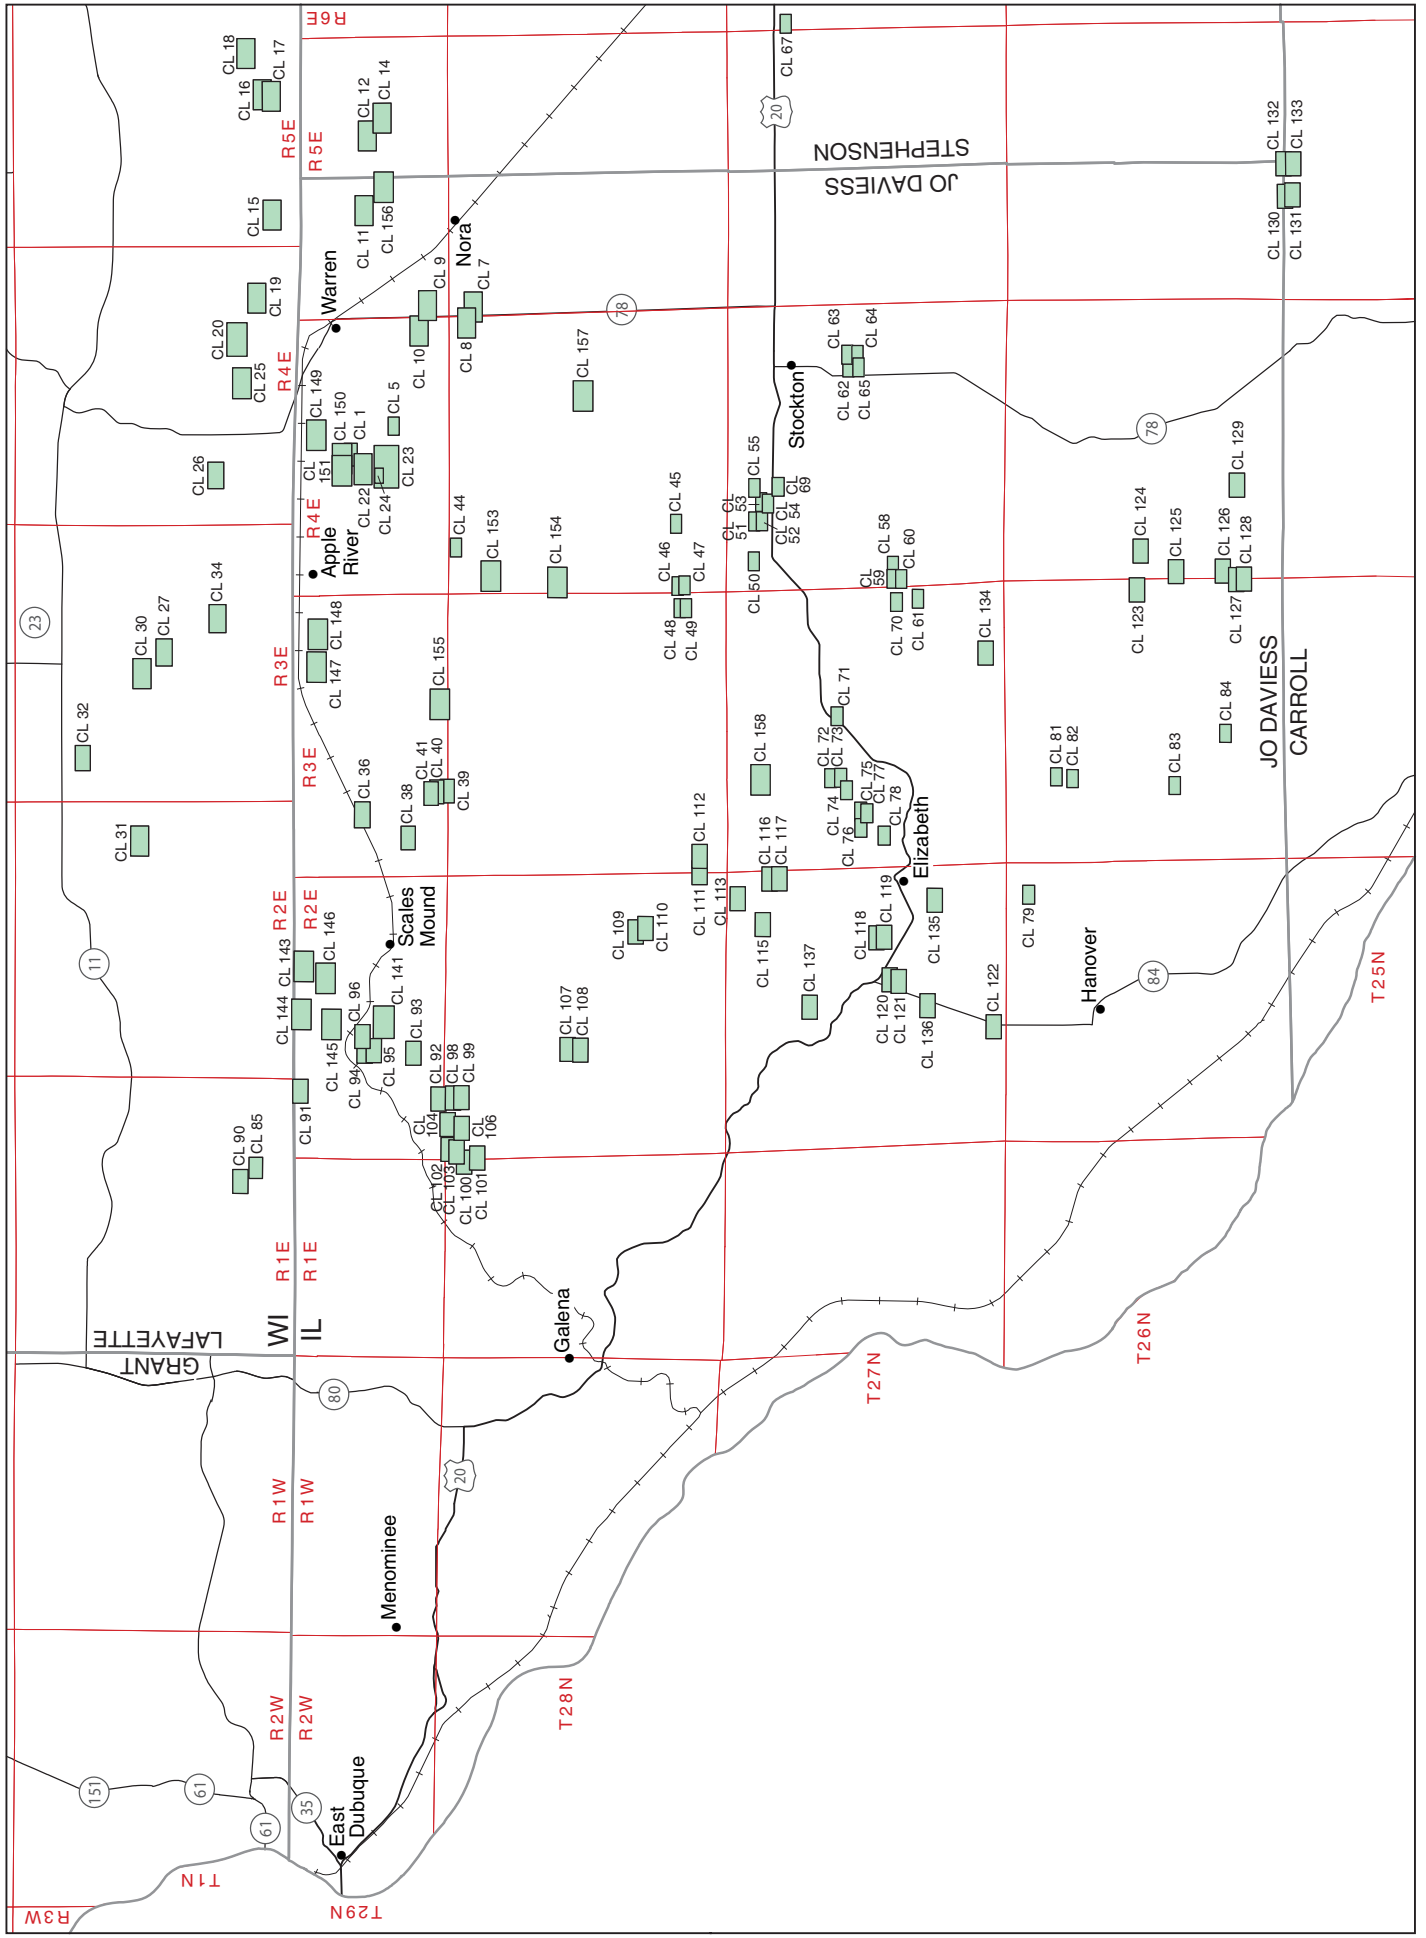 R3W
T1N
151
61
61
35
East
Dubuque
T29N
R2W
R2W
Menominee
T28N
R1W
R1W
20
80
GRANT
LAFAYETTE
WI
IL
Galena
R1E
R1E
T27N
T26N
T25N
CL 90
CL 85
CL 91
CL 102
CL 103
CL 100
CL 101
CL
104
CL
106
CL 92
CL 98
CL 99
CL 94
CL 95
CL 96
CL 93
CL 145
CL 144
CL 143
CL 146
CL 141
11
R2E
R2E
Scales
Mound
CL 107
CL 108
CL 109
CL 110
CL 111
CL 112
CL 113
CL 115
CL 116
CL 117
CL 137
CL 118
CL 119
CL 120
CL 121
CL 136
CL 122
CL 135
Elizabeth
Hanover
84
CL 79
CL 31
CL 32
CL 30
CL 27
CL 34
23
R3E
R3E
CL 36
CL 38
CL 41
CL 40
CL 39
CL 147
CL 148
CL 155
CL 158
CL 71
CL 72
CL 73
CL 74
CL 75
CL 77
CL 76
CL 78
CL 81
CL 82
CL 83
CL 84
JO DAVIESS
CARROLL
Apple
River
CL 44
CL 153
CL 154
CL 45
CL 46
CL 47
CL 48
CL 49
CL 50
CL
51
CL
53
CL
52
CL
54
CL 55
CL
69
CL 58
CL
59
CL 60
CL 70
CL 61
CL 134
CL 123
CL 124
CL 125
CL 126
CL 127
CL 128
CL 129
78
CL 26
CL 25
CL 20
CL 19
R4E
R4E
CL 149
CL 150
CL
151
CL 1
CL 22
CL 24
CL 23
CL 5
Warren
CL 10
CL 9
CL 8
CL 7
CL 157
78
Stockton
CL 62
CL 63
CL 64
CL 65
Nora
CL 15
CL 16
CL 17
CL 18
R5E
R5E
CL 11
CL 156
CL 12
CL 14
R6E
JO DAVIESS
STEPHENSON
20
CL 67
CL 130
CL 131
CL 132
CL 133